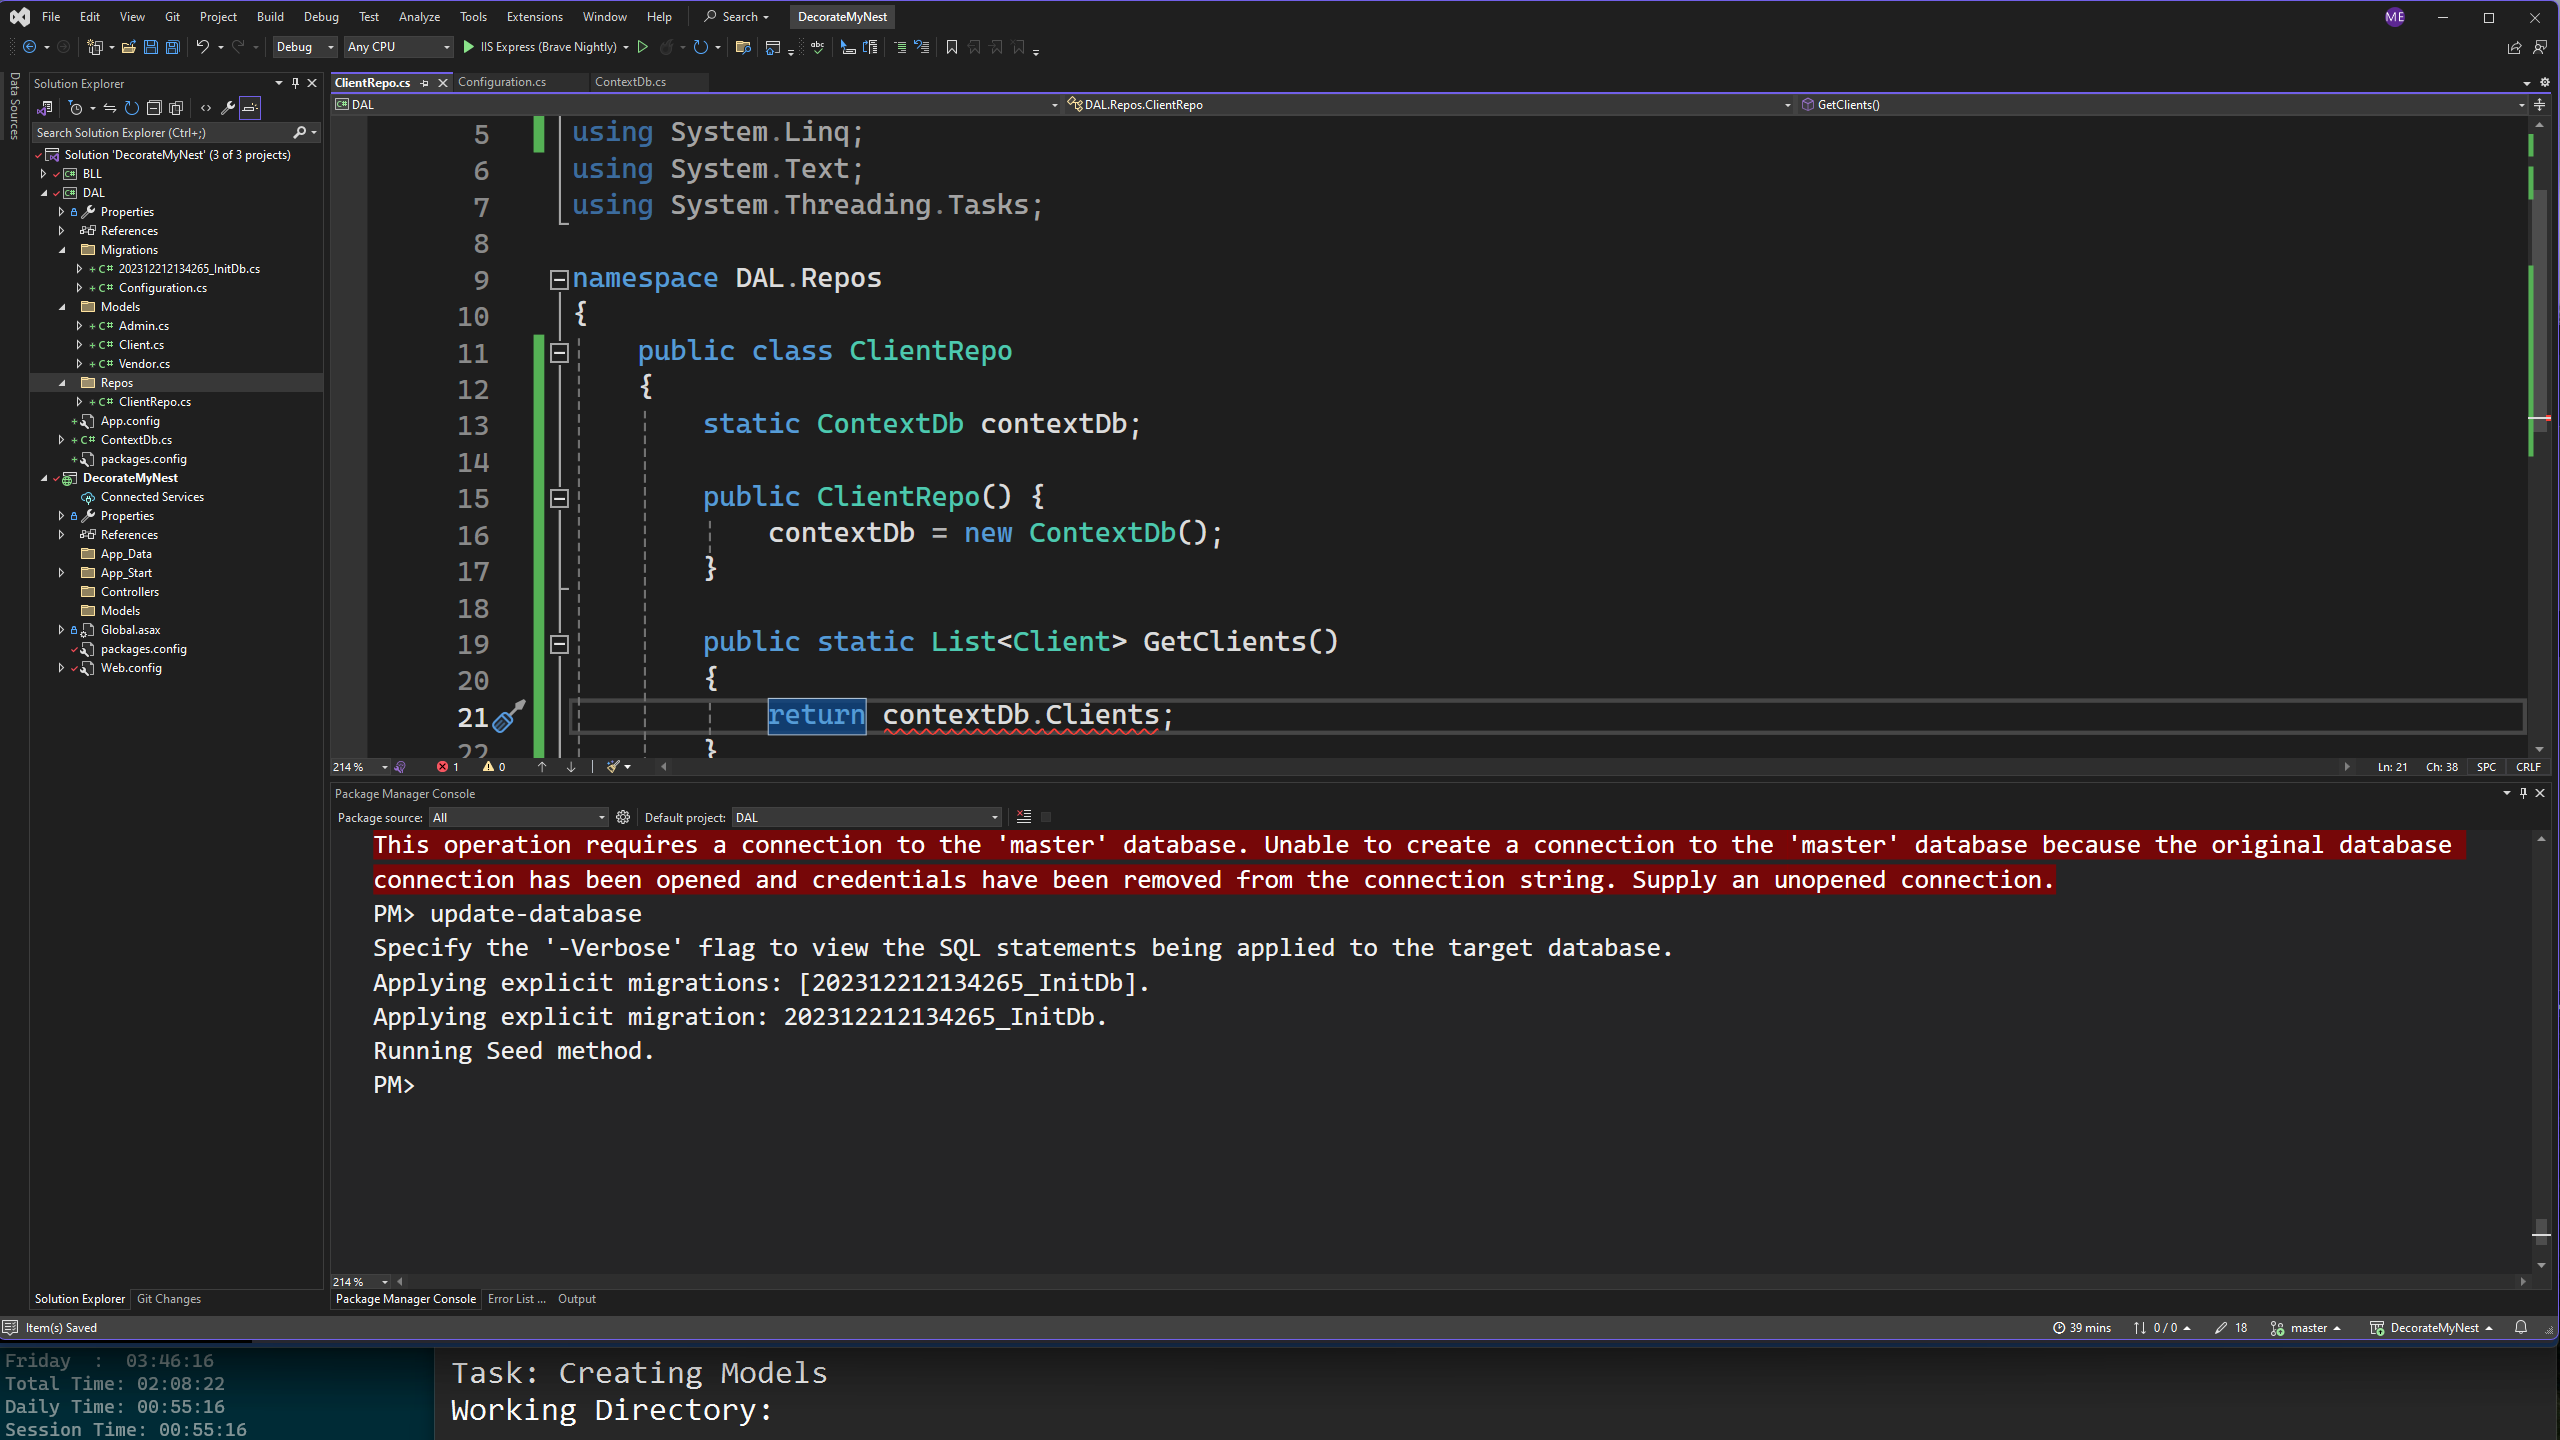 File Edit View Git Project Build Debug Test Analyze Tools Extensions Window Help Search DecorateMyNest ME
Debug Any CPU IIS Express (Brave Nightly)
Data Sources
Solution Explorer
Search Solution Explorer (Ctrl+;)
Solution 'DecorateMyNest' (3 of 3 projects)
BLL
DAL
Properties
References
Migrations
202312212134265_InitDb.cs
Configuration.cs
Models
Admin.cs
Client.cs
Vendor.cs
Repos
ClientRepo.cs
App.config
ContextDb.cs
packages.config
DecorateMyNest
Connected Services
Properties
References
App_Data
App_Start
Controllers
Models
Global.asax
packages.config
Web.config
Solution Explorer Git Changes
ClientRepo.cs Configuration.cs ContextDb.cs
DAL DAL.Repos.ClientRepo GetClients()
5 using System.Linq;
6 using System.Text;
7 using System.Threading.Tasks;
8
9 namespace DAL.Repos
10 {
11 public class ClientRepo
12 {
13 static ContextDb contextDb;
14
15 public ClientRepo() {
16 contextDb = new ContextDb();
17 }
18
19 public static List<Client> GetClients()
20 {
21 return contextDb.Clients;
22 }
214 % 1 0 Ln: 21 Ch: 38 SPC CRLF
Package Manager Console
Package source: All Default project: DAL
This operation requires a connection to the 'master' database. Unable to create a connection to the 'master' database because the original database
connection has been opened and credentials have been removed from the connection string. Supply an unopened connection.
PM> update-database
Specify the '-Verbose' flag to view the SQL statements being applied to the target database.
Applying explicit migrations: [202312212134265_InitDb].
Applying explicit migration: 202312212134265_InitDb.
Running Seed method.
PM>
214 %
Package Manager Console Error List ... Output
Item(s) Saved 39 mins 0 / 0 18 master DecorateMyNest
Friday : 03:46:16
Total Time: 02:08:22
Daily Time: 00:55:16
Session Time: 00:55:16
Task: Creating Models
Working Directory: